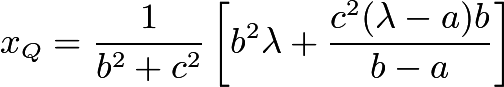 $x_Q = \frac{1}{b^2 + c^2} \left[ b^2 \lambda + \frac{c^2 (\lambda - a) b}{b - a} \right]$